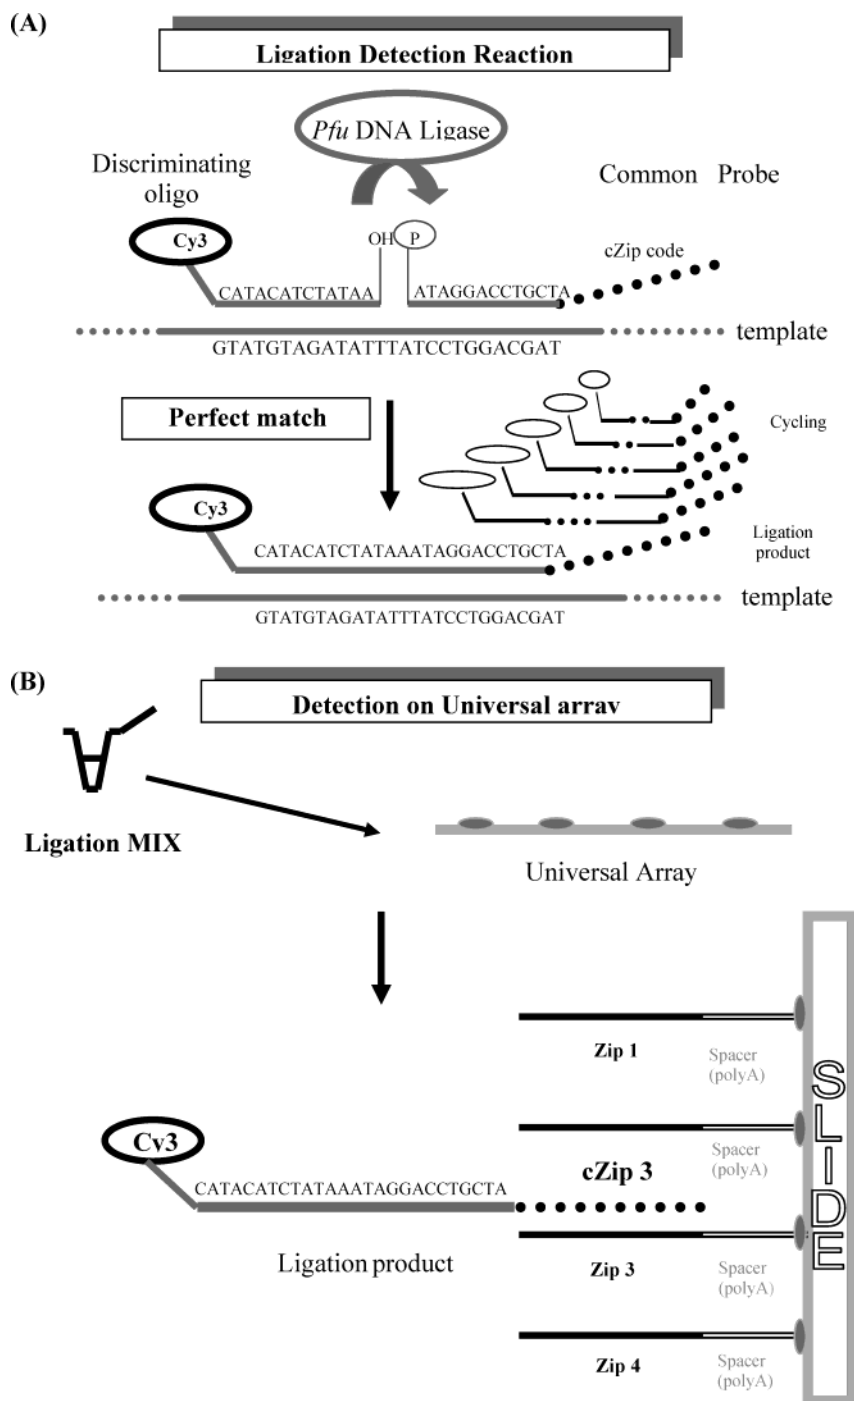 (A)
Ligation Detection Reaction
Pfu DNA Ligase
Discriminating
oligo
Common Probe
Cy3
OH P
cZip code
CATACATCTATAA ATAGGACCTGCTA
template
GTATGTAGATATTTATCCTGGACGAT
Perfect match
Cycling
Cy3
Ligation
product
CATACATCTATAAATAGGACCTGCTA
template
GTATGTAGATATTTATCCTGGACGAT
(B)
Detection on Universal array
Ligation MIX
Universal Array
Zip 1
Spacer
(polyA)
SLIDE
Cy3
cZip 3
Spacer
(polyA)
CATACATCTATAAATAGGACCTGCTA
Ligation product
Zip 3
Spacer
(polyA)
Zip 4
Spacer
(polyA)